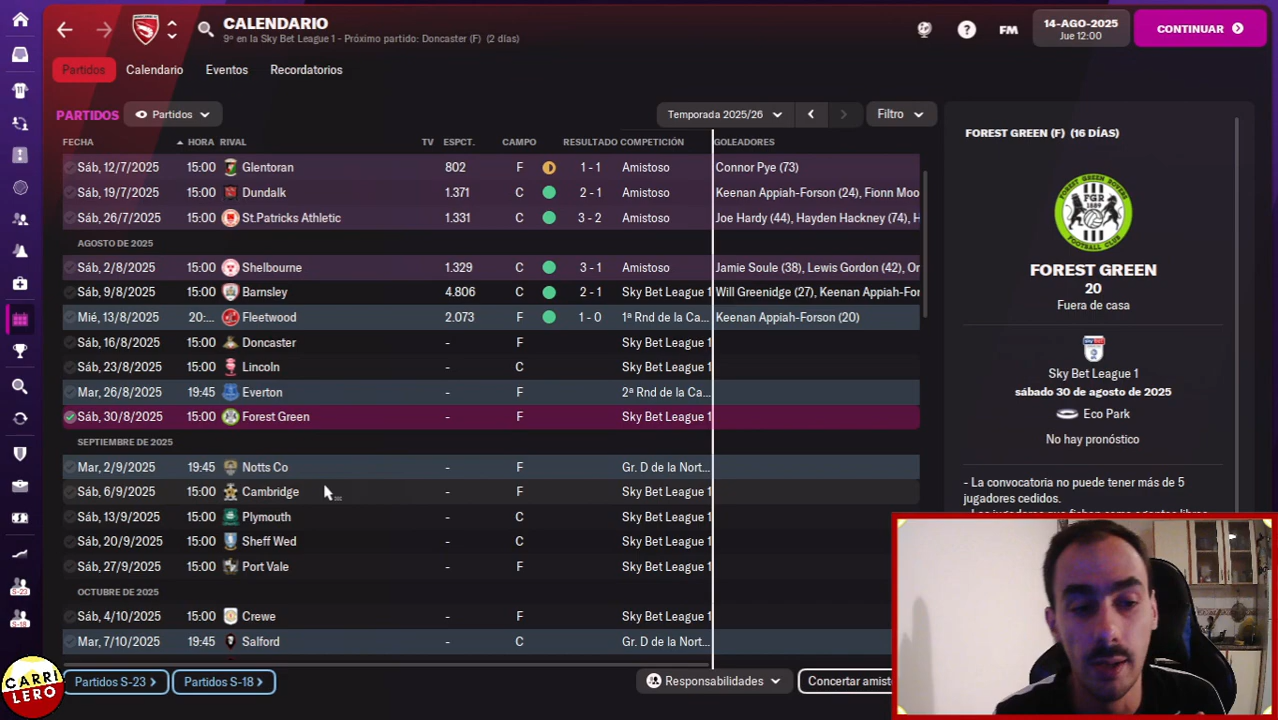 CALENDARIO
9º en la Sky Bet League 1 - Próximo partido: Doncaster (F) (2 días)
FM
14-AGO-2025
Jue 12:00
CONTINUAR
Partidos
Calendario
Eventos
Recordatorios
PARTIDOS
Partidos
Temporada 2025/26
Filtro
FECHA HORA RIVAL TV ESPCT. CAMPO RESULTADO COMPETICIÓN GOLEADORES
Sáb, 12/7/2025 15:00 Glentoran 802 F 1 - 1 Amistoso Connor Pye (73)
Sáb, 19/7/2025 15:00 Dundalk 1.371 C 2 - 1 Amistoso Keenan Appiah-Forson (24), Fionn Moo
Sáb, 26/7/2025 15:00 St.Patricks Athletic 1.331 C 3 - 2 Amistoso Joe Hardy (44), Hayden Hackney (74), H
AGOSTO DE 2025
Sáb, 2/8/2025 15:00 Shelbourne 1.329 C 3 - 1 Amistoso Jamie Soule (38), Lewis Gordon (42), Or
Sáb, 9/8/2025 15:00 Barnsley 4.806 C 2 - 1 Sky Bet League 1 Will Greenidge (27), Keenan Appiah-For
Mié, 13/8/2025 20:... Fleetwood 2.073 F 1 - 0 1ª Rnd de la Ca... Keenan Appiah-Forson (20)
Sáb, 16/8/2025 15:00 Doncaster - F Sky Bet League 1
Sáb, 23/8/2025 15:00 Lincoln - C Sky Bet League 1
Mar, 26/8/2025 19:45 Everton - F 2ª Rnd de la Ca...
Sáb, 30/8/2025 15:00 Forest Green - F Sky Bet League 1
SEPTIEMBRE DE 2025
Mar, 2/9/2025 19:45 Notts Co - F Gr. D de la Nort...
Sáb, 6/9/2025 15:00 Cambridge - F Sky Bet League 1
Sáb, 13/9/2025 15:00 Plymouth - C Sky Bet League 1
Sáb, 20/9/2025 15:00 Sheff Wed - C Sky Bet League 1
Sáb, 27/9/2025 15:00 Port Vale - F Sky Bet League 1
OCTUBRE DE 2025
Sáb, 4/10/2025 15:00 Crewe - F Sky Bet League 1
Mar, 7/10/2025 19:45 Salford - C Gr. D de la Nort...
FOREST GREEN (F) (16 DÍAS)
FOREST GREEN ROVERS
FGR
1889
FOOTBALL CLUB
FOREST GREEN
20
Fuera de casa
Sky Bet League 1
sábado 30 de agosto de 2025
Eco Park
No hay pronóstico
- La convocatoria no puede tener más de 5
jugadores cedidos.
S-23
S-18
CARRI
LERO
Partidos S-23
Partidos S-18
Responsabilidades
Concertar amist